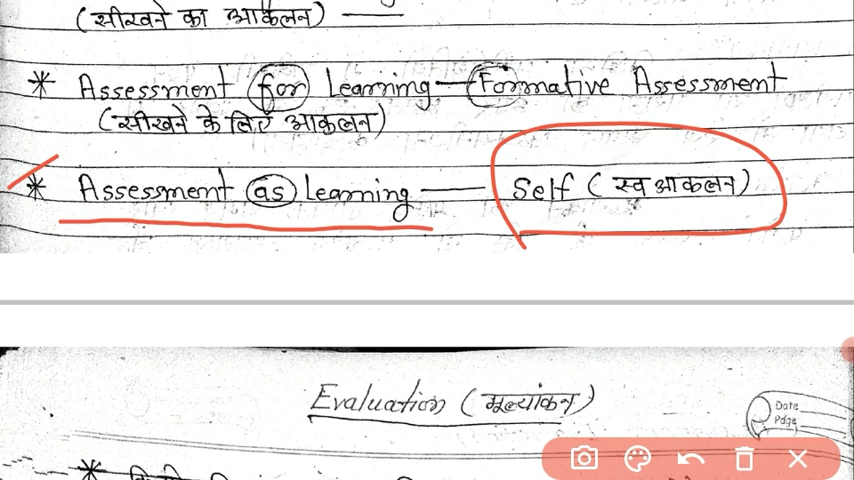 (सीखने का आकलन) ——
* Assessment for Learning — Formative Assessment
(सीखने के लिए आकलन)
* Assessment as Learning —— Self (स्व आकलन)
Evaluation (मूल्यांकन)
Date
Page